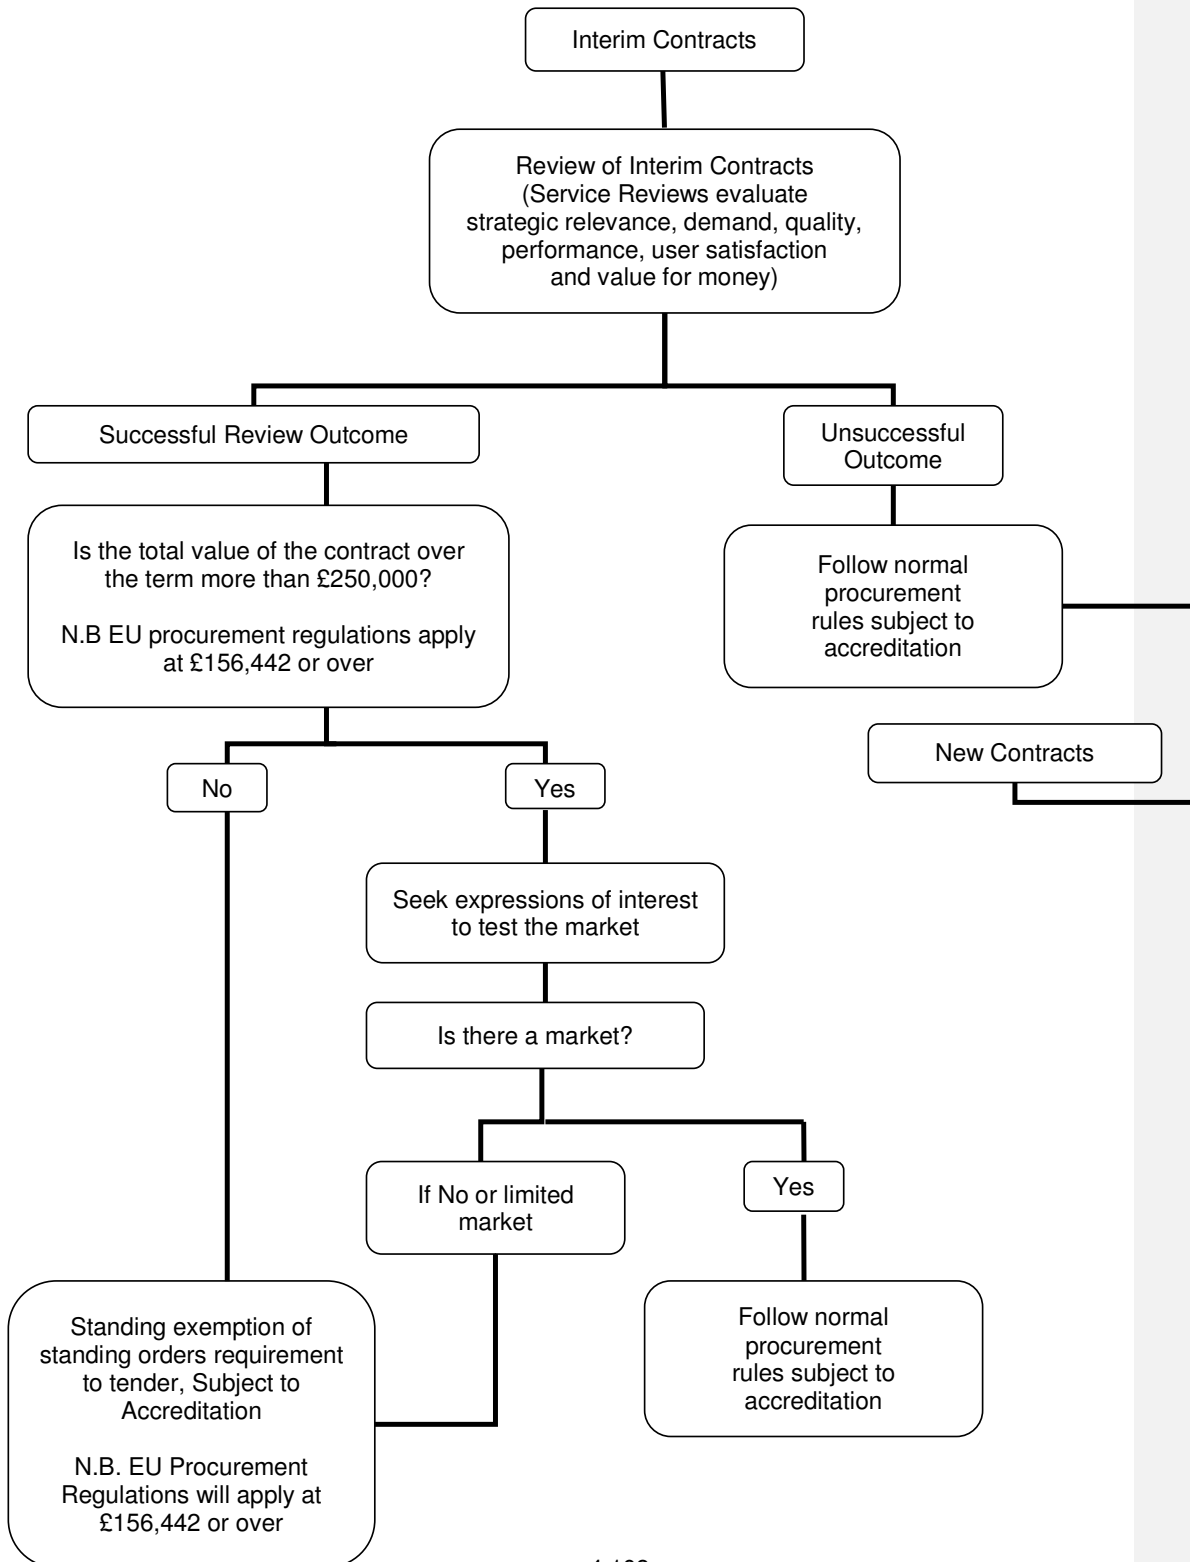 Interim Contracts
Review of Interim Contracts
(Service Reviews evaluate
strategic relevance, demand, quality,
performance, user satisfaction
and value for money)
Successful Review Outcome
Unsuccessful
Outcome
Is the total value of the contract over
the term more than £250,000?
N.B EU procurement regulations apply
at £156,442 or over
Follow normal
procurement
rules subject to
accreditation
New Contracts
No
Yes
Seek expressions of interest
to test the market
Is there a market?
If No or limited
market
Yes
Standing exemption of
standing orders requirement
to tender, Subject to
Accreditation
N.B. EU Procurement
Regulations will apply at
£156,442 or over
Follow normal
procurement
rules subject to
accreditation